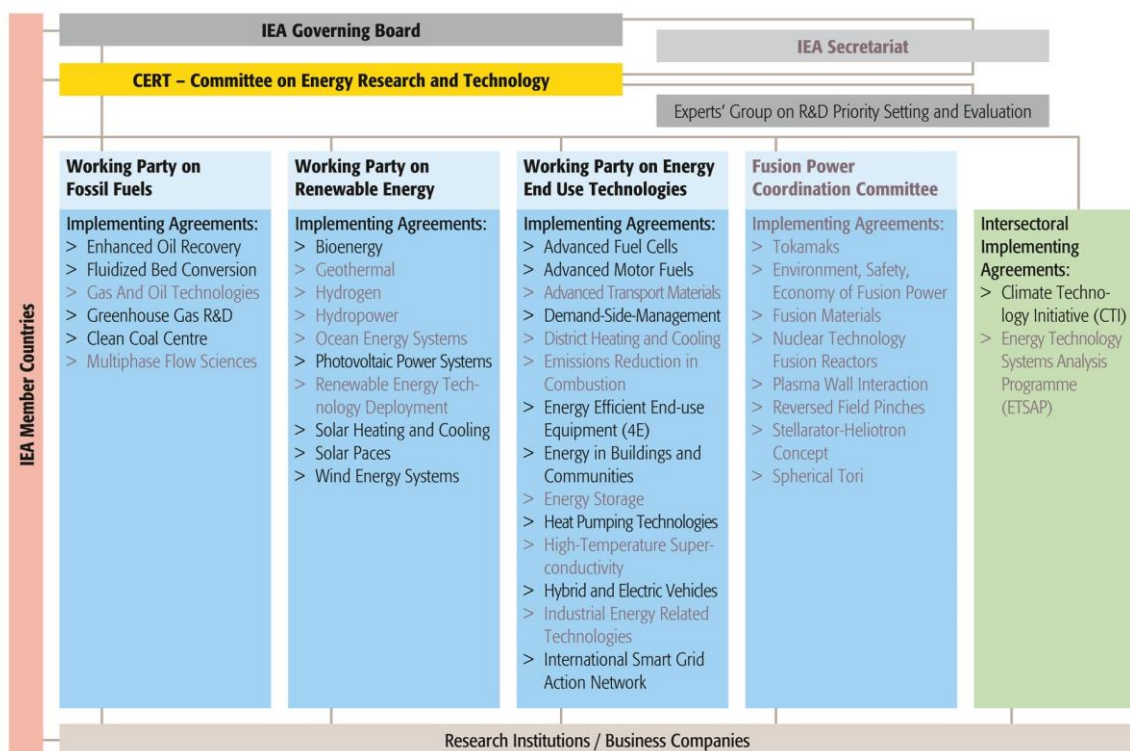 IEA Member Countries
IEA Governing Board
IEA Secretariat
CERT – Committee on Energy Research and Technology
Experts' Group on R&D Priority Setting and Evaluation
Working Party on
Fossil Fuels
Implementing Agreements:
> Enhanced Oil Recovery
> Fluidized Bed Conversion
> Gas And Oil Technologies
> Greenhouse Gas R&D
> Clean Coal Centre
> Multiphase Flow Sciences
Working Party on
Renewable Energy
Implementing Agreements:
> Bioenergy
> Geothermal
> Hydrogen
> Hydropower
> Ocean Energy Systems
> Photovoltaic Power Systems
> Renewable Energy Tech-
nology Deployment
> Solar Heating and Cooling
> Solar Paces
> Wind Energy Systems
Working Party on Energy
End Use Technologies
Implementing Agreements:
> Advanced Fuel Cells
> Advanced Motor Fuels
> Advanced Transport Materials
> Demand-Side-Management
> District Heating and Cooling
> Emissions Reduction in
Combustion
> Energy Efficient End-use
Equipment (4E)
> Energy in Buildings and
Communities
> Energy Storage
> Heat Pumping Technologies
> High-Temperature Super-
conductivity
> Hybrid and Electric Vehicles
> Industrial Energy Related
Technologies
> International Smart Grid
Action Network
Fusion Power
Coordination Committee
Implementing Agreements:
> Tokamaks
> Environment, Safety,
Economy of Fusion Power
> Fusion Materials
> Nuclear Technology
Fusion Reactors
> Plasma Wall Interaction
> Reversed Field Pinches
> Stellarator-Heliotron
Concept
> Spherical Tori
Intersectoral
Implementing
Agreements:
> Climate Techno-
logy Initiative (CTI)
> Energy Technology
Systems Analysis
Programme
(ETSAP)
Research Institutions / Business Companies